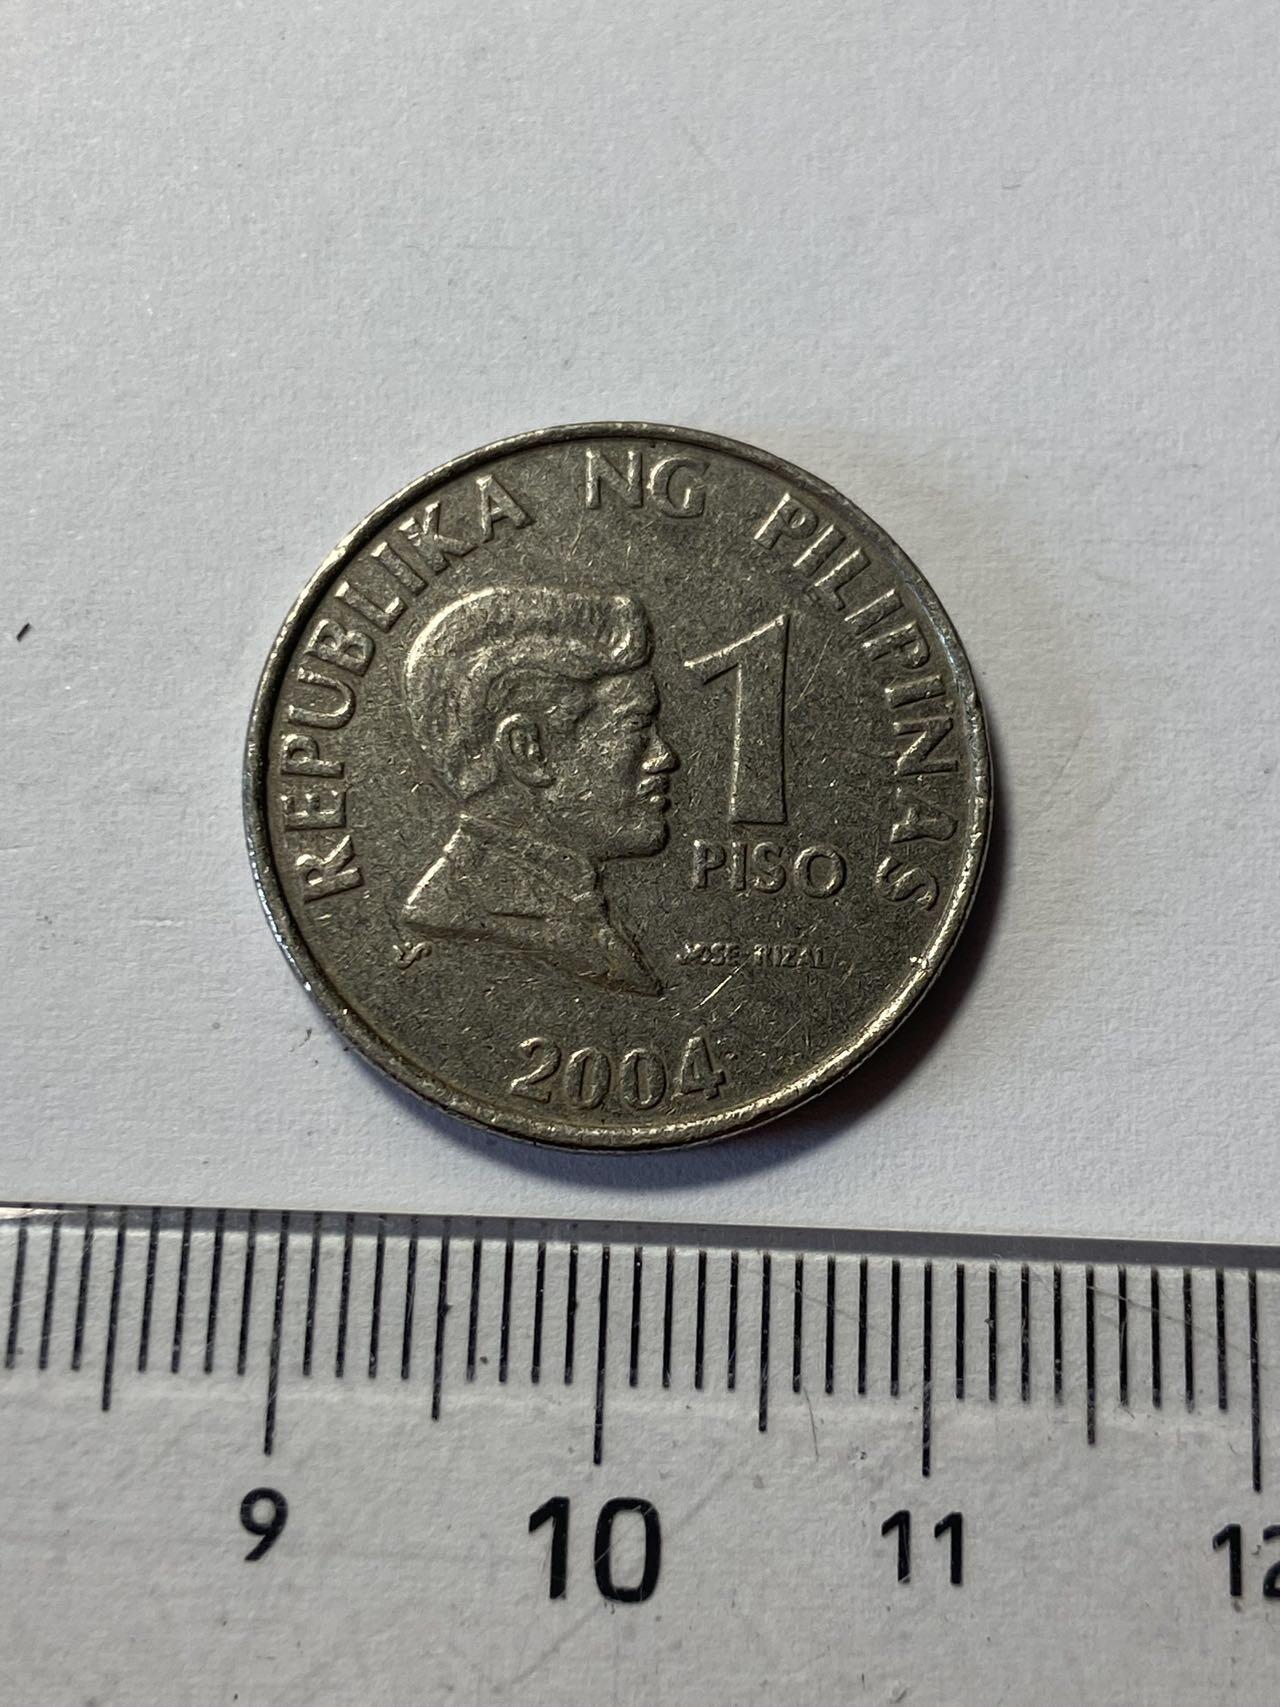 REPUBLIKA NG PILIPINAS
1
PISO
JOSE RIZAL
2004
9 10 11 12